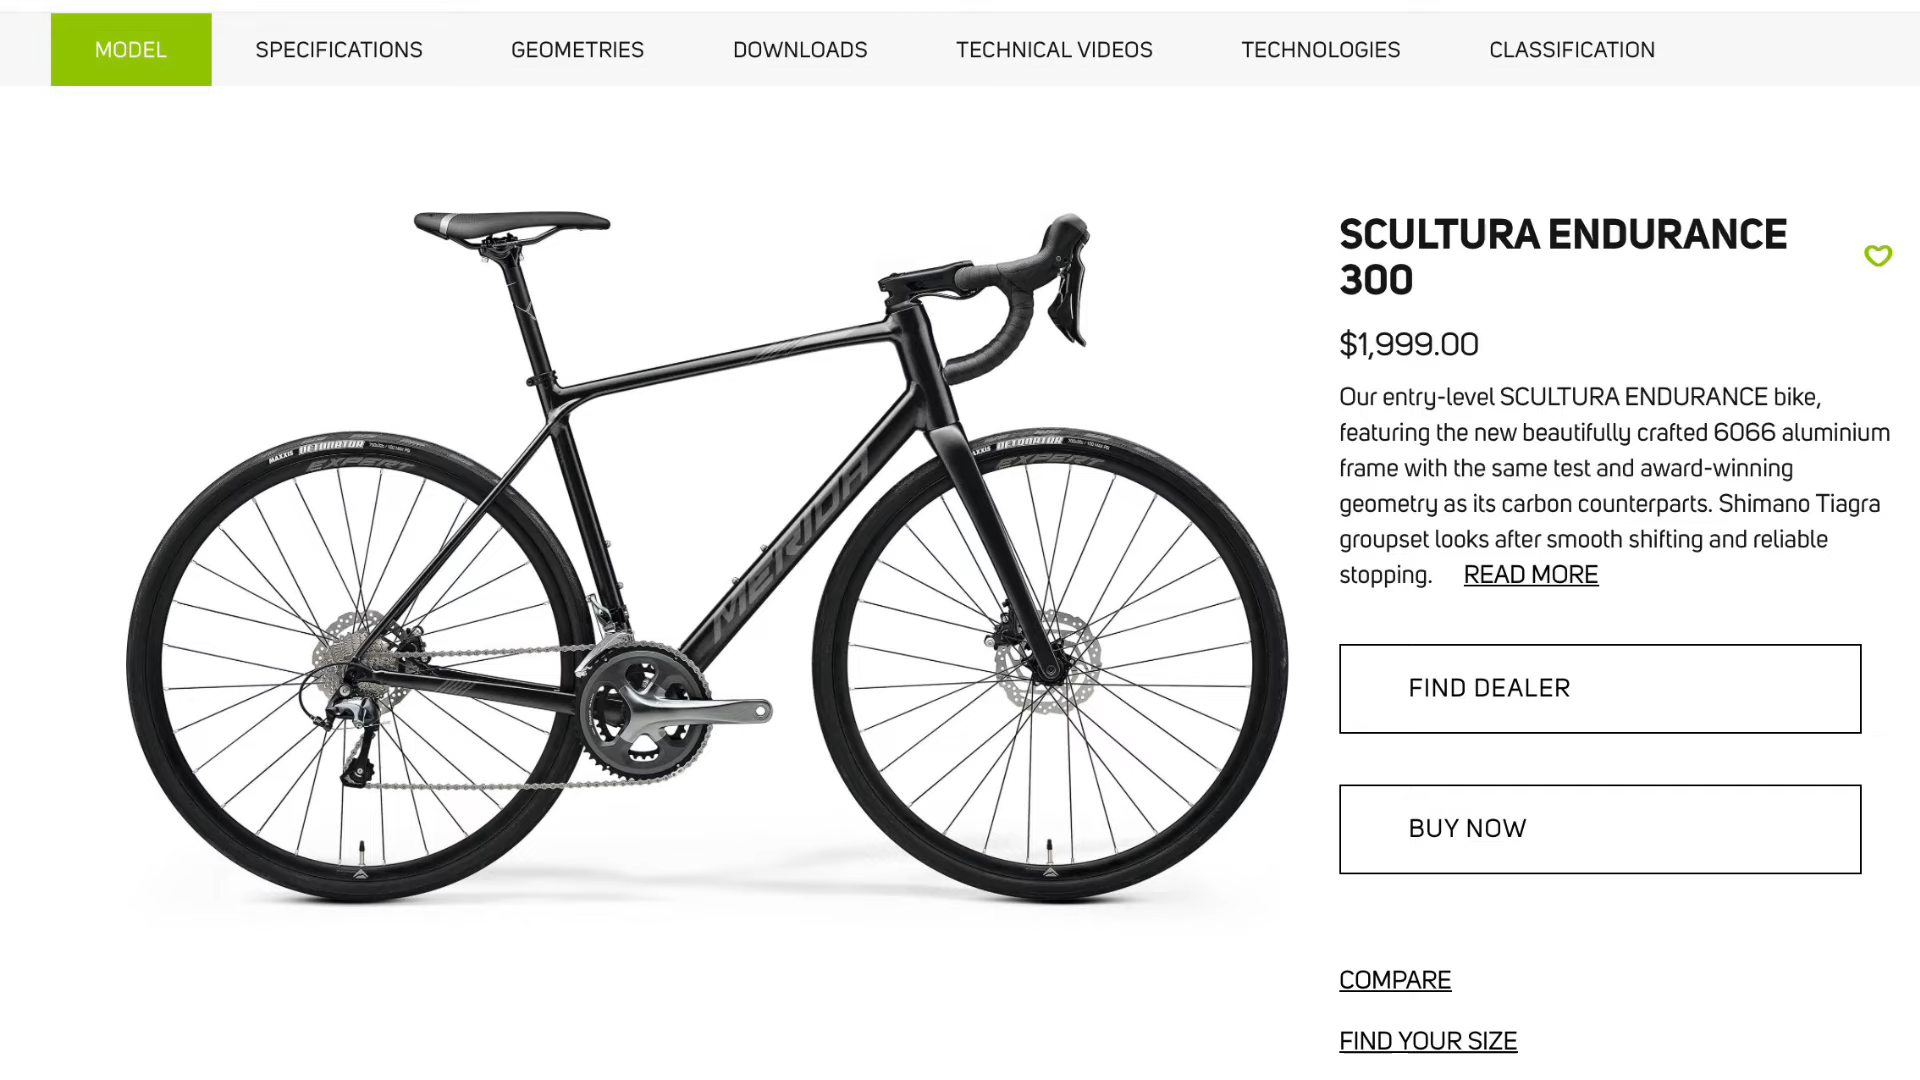 MODEL
SPECIFICATIONS
GEOMETRIES
DOWNLOADS
TECHNICAL VIDEOS
TECHNOLOGIES
CLASSIFICATION
MAXXIS DETONATOR
EXPERT
MERIDA
MAXXIS DETONATOR
EXPERT
SCULTURA ENDURANCE
300
$1,999.00
Our entry-level SCULTURA ENDURANCE bike,
featuring the new beautifully crafted 6066 aluminium
frame with the same test and award-winning
geometry as its carbon counterparts. Shimano Tiagra
groupset looks after smooth shifting and reliable
stopping. READ MORE
FIND DEALER
BUY NOW
COMPARE
FIND YOUR SIZE